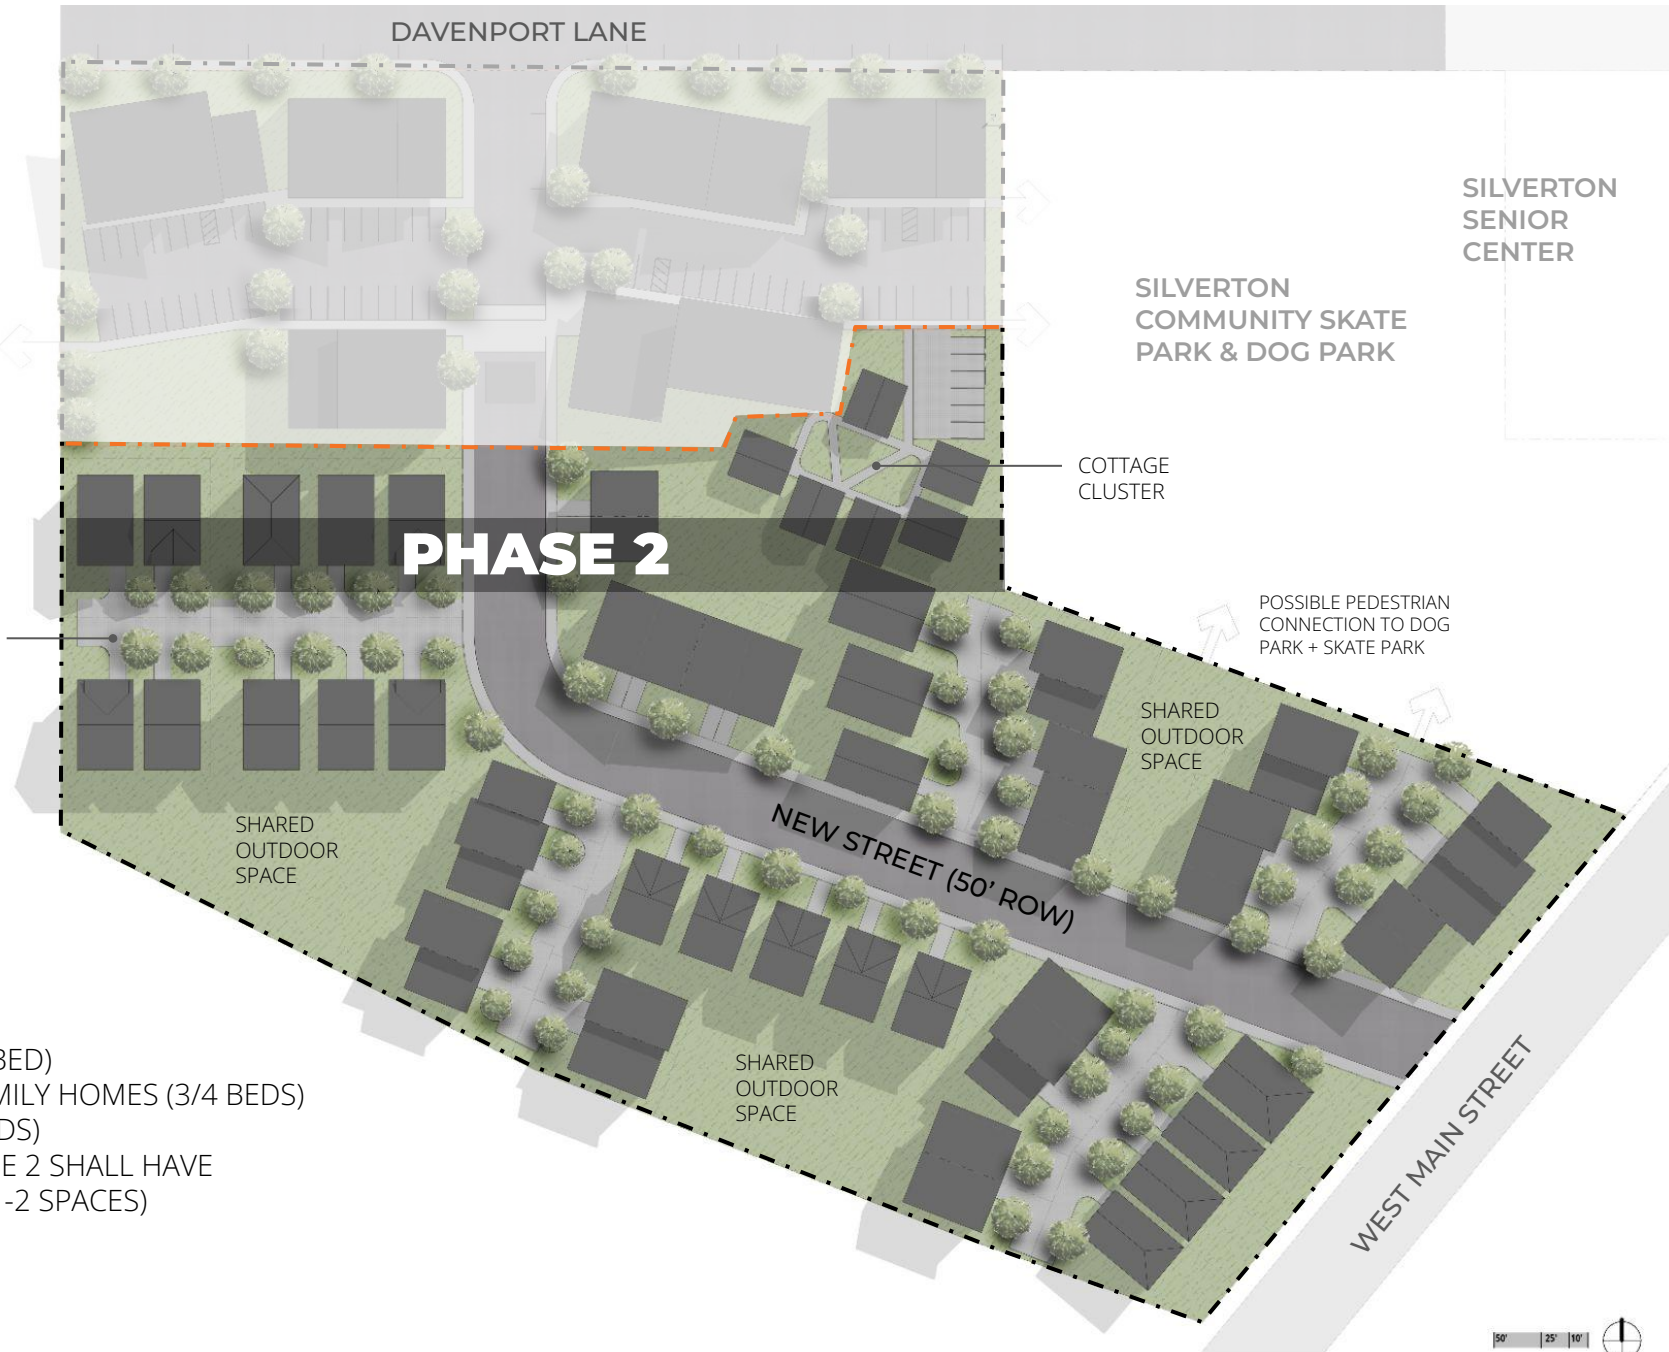 DAVENPORT LANE
SILVERTON
SENIOR
CENTER
SILVERTON
COMMUNITY SKATE
PARK & DOG PARK
COTTAGE
CLUSTER
PHASE 2
POSSIBLE PEDESTRIAN
CONNECTION TO DOG
PARK + SKATE PARK
SHARED
OUTDOOR
SPACE
SHARED
OUTDOOR
SPACE
NEW STREET (50’ ROW)
SHARED
OUTDOOR
SPACE
WEST MAIN STREET
BED)
MILY HOMES (3/4 BEDS)
DS)
E 2 SHALL HAVE
-2 SPACES)
50' 25' 10'